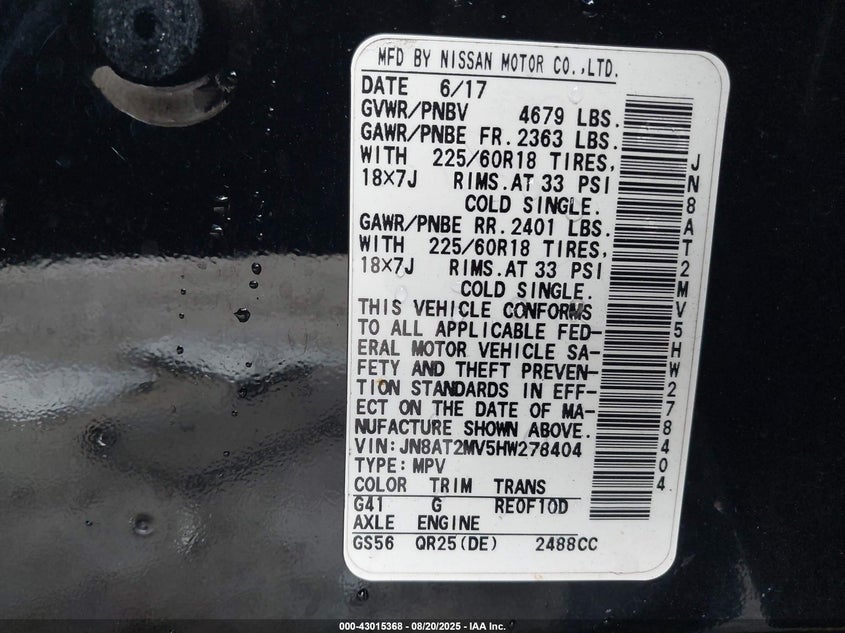 MFD BY NISSAN MOTOR CO.,LTD.
DATE 6/17
GVWR/PNBV 4679 LBS.
GAWR/PNBE FR. 2363 LBS.
WITH 225/60R18 TIRES,
18×7J RIMS.AT 33 PSI
COLD SINGLE.
GAWR/PNBE RR. 2401 LBS.
WITH 225/60R18 TIRES,
18×7J RIMS.AT 33 PSI
COLD SINGLE.
THIS VEHICLE CONFORMS
TO ALL APPLICABLE FED-
ERAL MOTOR VEHICLE SA-
FETY AND THEFT PREVEN-
TION STANDARDS IN EFF-
ECT ON THE DATE OF MA-
NUFACTURE SHOWN ABOVE.
VIN:JN8AT2MV5HW278404
TYPE:MPV
COLOR TRIM TRANS
G41 G RE0F10D
AXLE ENGINE
GS56 QR25(DE) 2488CC
JN8AT2MV5HW278404
000-43015368 - 08/20/2025 - IAA Inc.